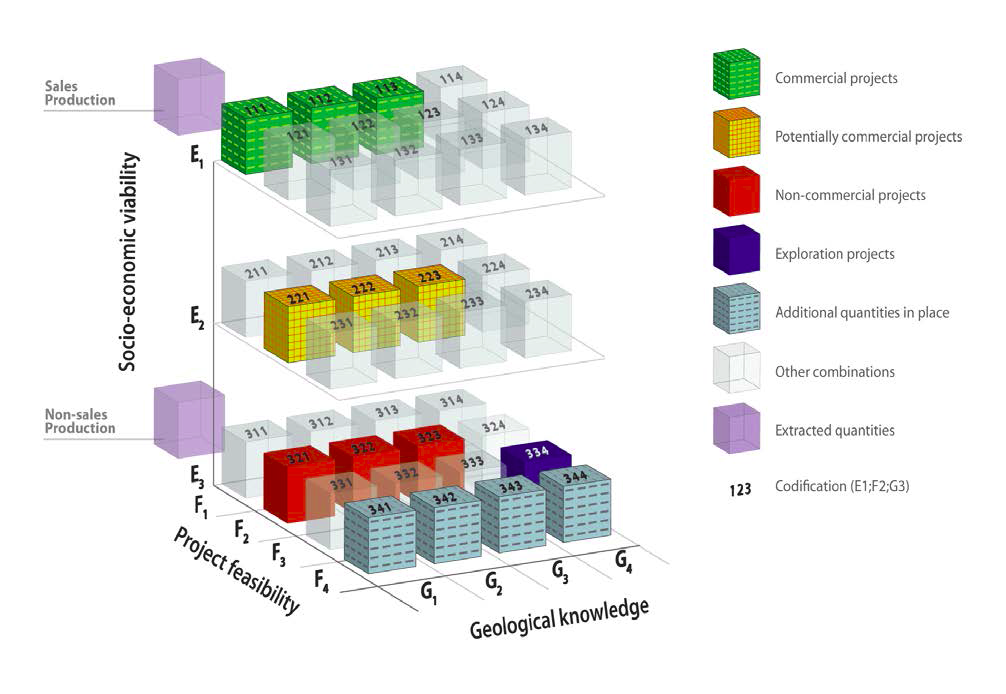 Sales
Production
111
112
113
114
121
122
123
124
131
132
133
134
E1
Socio-economic viability
211
212
213
214
221
222
223
224
231
232
233
234
E2
Non-sales
Production
311
312
313
314
321
322
323
324
331
332
333
334
341
342
343
344
E3
F1
F2
F3
F4
Project feasibility
G1
G2
G3
G4
Geological knowledge
Commercial projects
Potentially commercial projects
Non-commercial projects
Exploration projects
Additional quantities in place
Other combinations
Extracted quantities
123 Codification (E1;F2;G3)